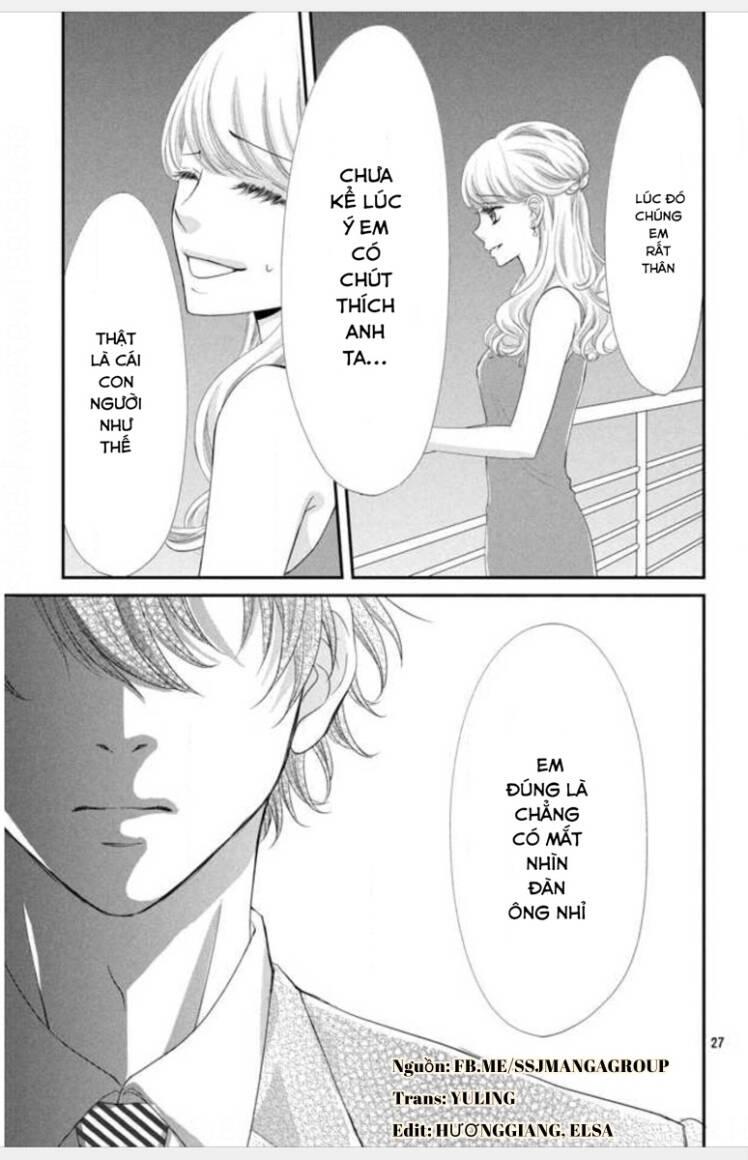 LÚC ĐÓ
CHÚNG
EM
RẤT
THÂN
CHƯA
KỂ LÚC
Ý EM
CÓ
CHÚT
THÍCH
ANH
TA...
THẬT
LÀ CÁI
CON
NGƯỜI
NHƯ
THẾ
EM
ĐÚNG LÀ
CHẲNG
CÓ MẮT
NHÌN
ĐÀN
ÔNG NHỈ
27
Nguồn: FB.ME/SSJMANGAGROUP
Trans: YULING
Edit: HƯƠNGGIANG, ELSA